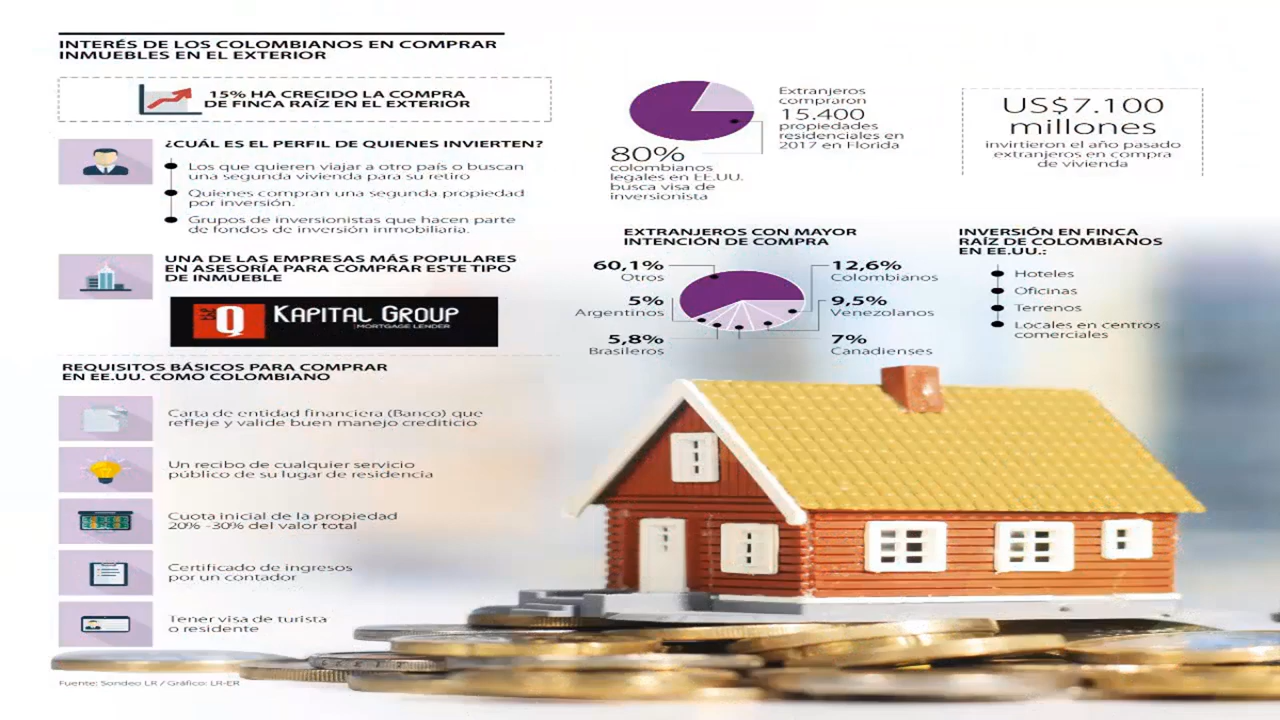 INTERÉS DE LOS COLOMBIANOS EN COMPRAR
INMUEBLES EN EL EXTERIOR
15% HA CRECIDO LA COMPRA
DE FINCA RAÍZ EN EL EXTERIOR
¿CUÁL ES EL PERFIL DE QUIENES INVIERTEN?
Los que quieren viajar a otro país o buscan
una segunda vivienda para su retiro
Quienes compran una segunda propiedad
por inversión.
Grupos de inversionistas que hacen parte
de fondos de inversión inmobiliaria.
UNA DE LAS EMPRESAS MÁS POPULARES
EN ASESORÍA PARA COMPRAR ESTE TIPO
DE INMUEBLE
Q KAPITAL GROUP
MORTGAGE LENDER
REQUISITOS BÁSICOS PARA COMPRAR
EN EE.UU. COMO COLOMBIANO
Carta de entidad financiera (Banco) que
refleje y valide buen manejo crediticio
Un recibo de cualquier servicio
público de su lugar de residencia
Cuota inicial de la propiedad
20% -30% del valor total
Certificado de ingresos
por un contador
Tener visa de turista
o residente
Fuente: Sondeo LR / Gráfico: LR-ER
Extranjeros
compraron
15.400
propiedades
residenciales en
2017 en Florida
80%
colombianos
legales en EE.UU.
busca visa de
inversionista
US$7.100
millones
invirtieron el año pasado
extranjeros en compra
de vivienda
EXTRANJEROS CON MAYOR
INTENCIÓN DE COMPRA
60,1%
Otros
5%
Argentinos
5,8%
Brasileros
12,6%
Colombianos
9,5%
Venezolanos
7%
Canadienses
INVERSIÓN EN FINCA
RAÍZ DE COLOMBIANOS
EN EE.UU.:
Hoteles
Oficinas
Terrenos
Locales en centros
comerciales